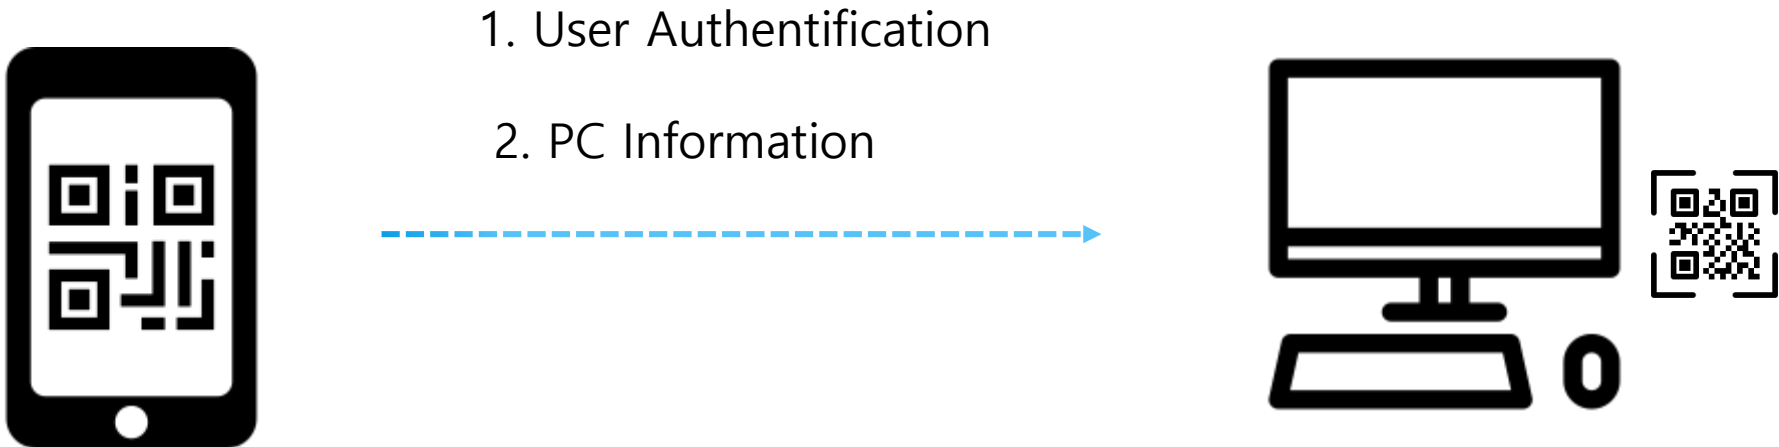 1. User Authentification
2. PC Information